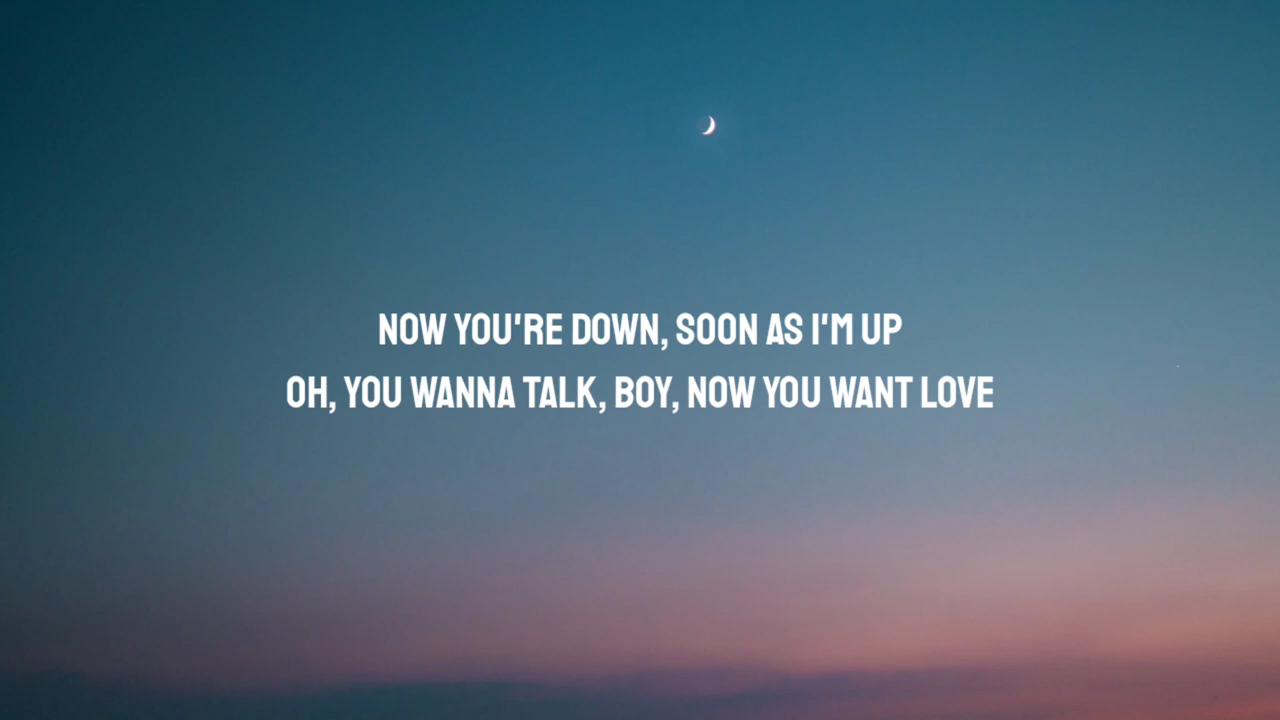 NOW YOU'RE DOWN, SOON AS I'M UP
OH, YOU WANNA TALK, BOY, NOW YOU WANT LOVE